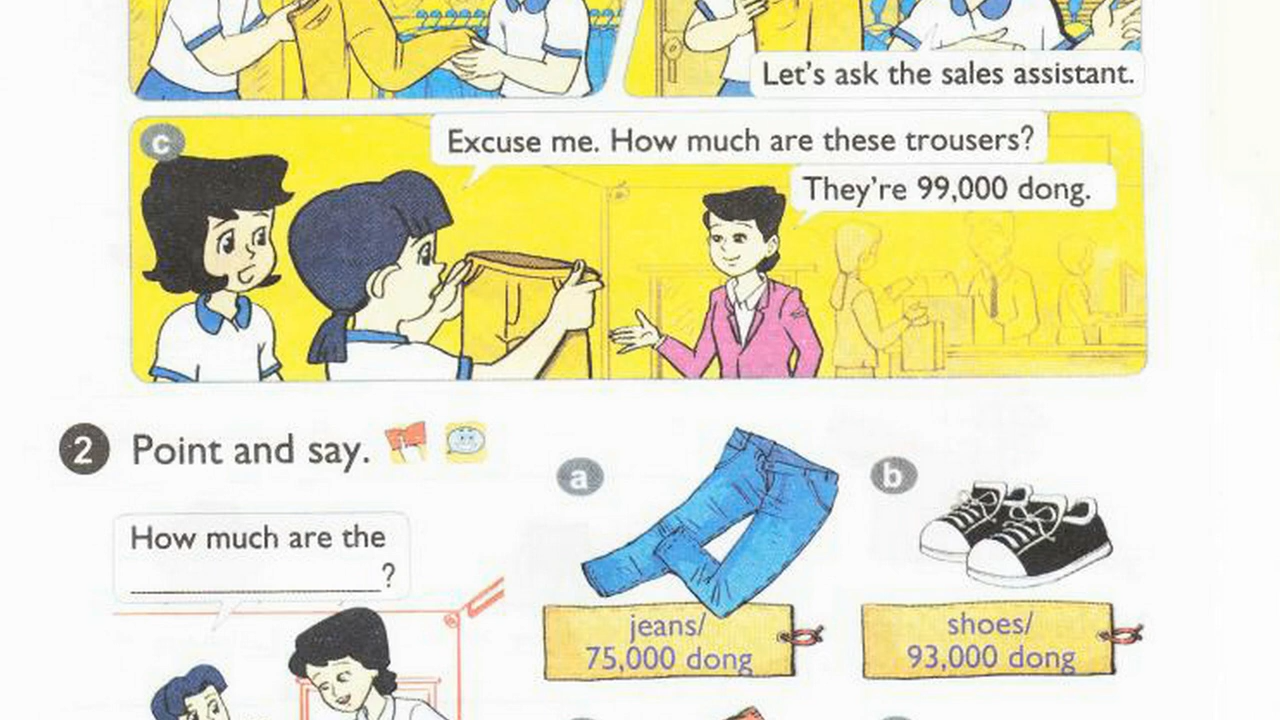 Let's ask the sales assistant.
c
Excuse me. How much are these trousers?
They're 99,000 dong.
2 Point and say.
a
b
How much are the
____________________?
jeans/
75,000 dong
shoes/
93,000 dong